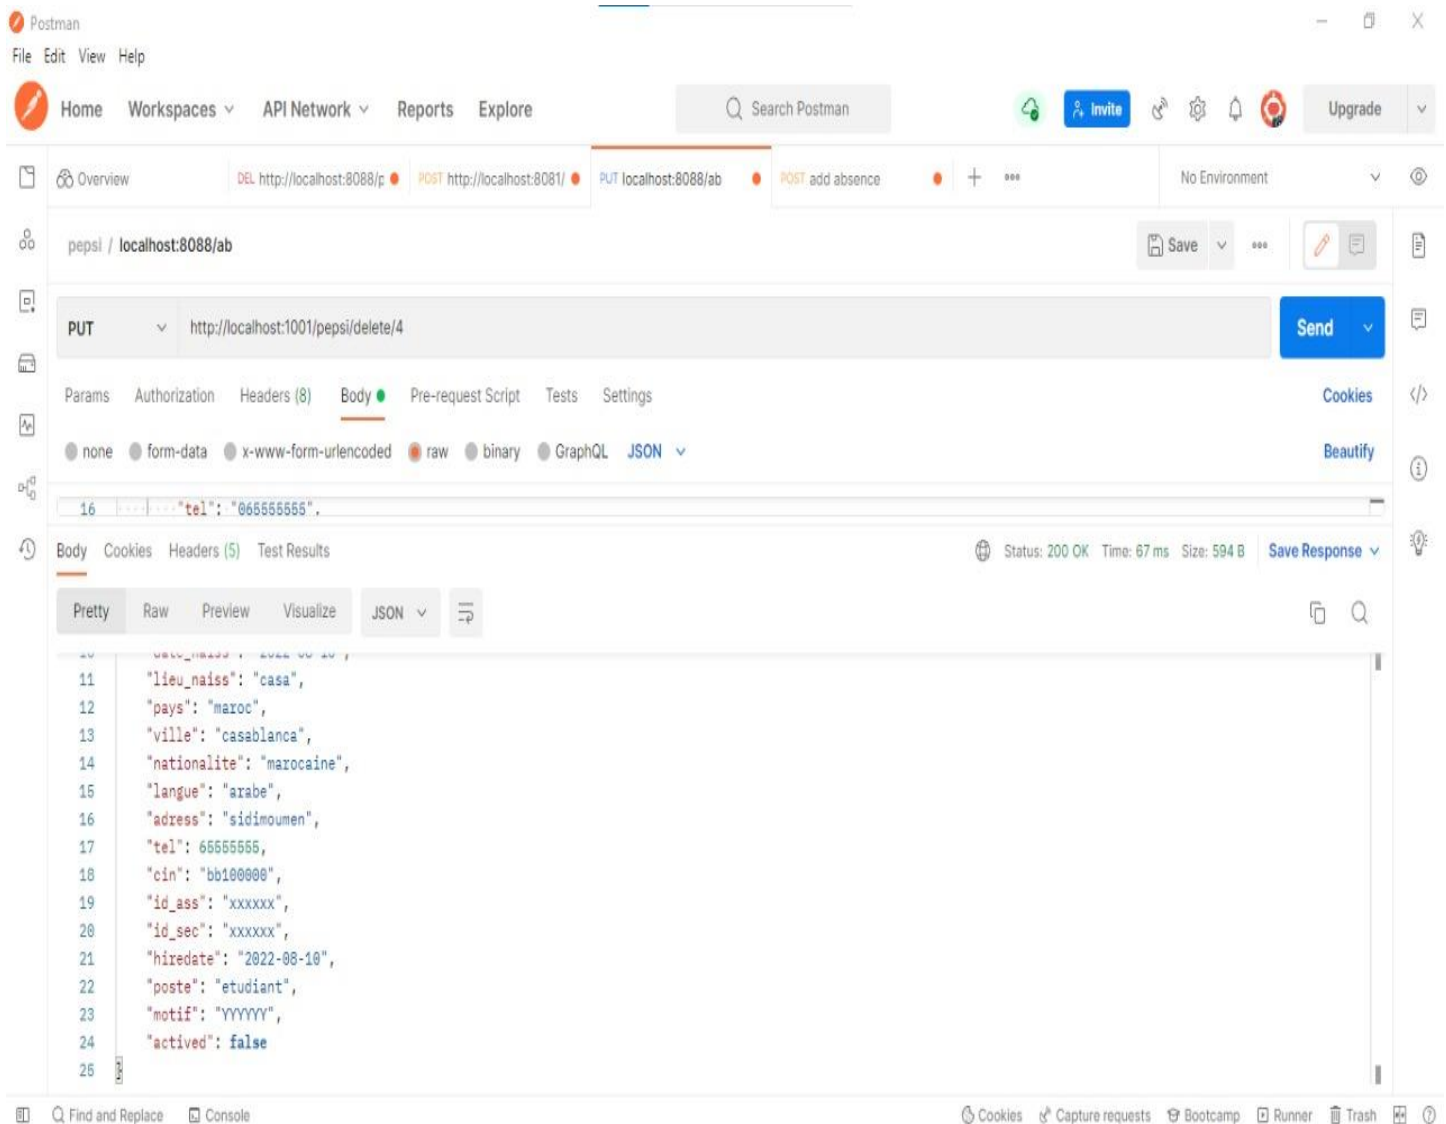 Postman
File Edit View Help
Home Workspaces API Network Reports Explore Search Postman Invite Upgrade
Overview DEL http://localhost:8088/p POST http://localhost:8081/ PUT localhost:8088/ab POST add absence No Environment
pepsi / localhost:8088/ab Save
PUT http://localhost:1001/pepsi/delete/4 Send
Params Authorization Headers (8) Body Pre-request Script Tests Settings Cookies
none form-data x-www-form-urlencoded raw binary GraphQL JSON Beautify
16 "tel": "065555555",
Body Cookies Headers (5) Test Results Status: 200 OK Time: 67 ms Size: 594 B Save Response
Pretty Raw Preview Visualize JSON
10 "date_naiss": "2022-08-10",
11 "lieu_naiss": "casa",
12 "pays": "maroc",
13 "ville": "casablanca",
14 "nationalite": "marocaine",
15 "langue": "arabe",
16 "adress": "sidimoumen",
17 "tel": 65555555,
18 "cin": "bb100000",
19 "id_ass": "xxxxxx",
20 "id_sec": "xxxxxx",
21 "hiredate": "2022-08-10",
22 "poste": "etudiant",
23 "motif": "YYYYYY",
24 "actived": false
25 }
Find and Replace Console Cookies Capture requests Bootcamp Runner Trash